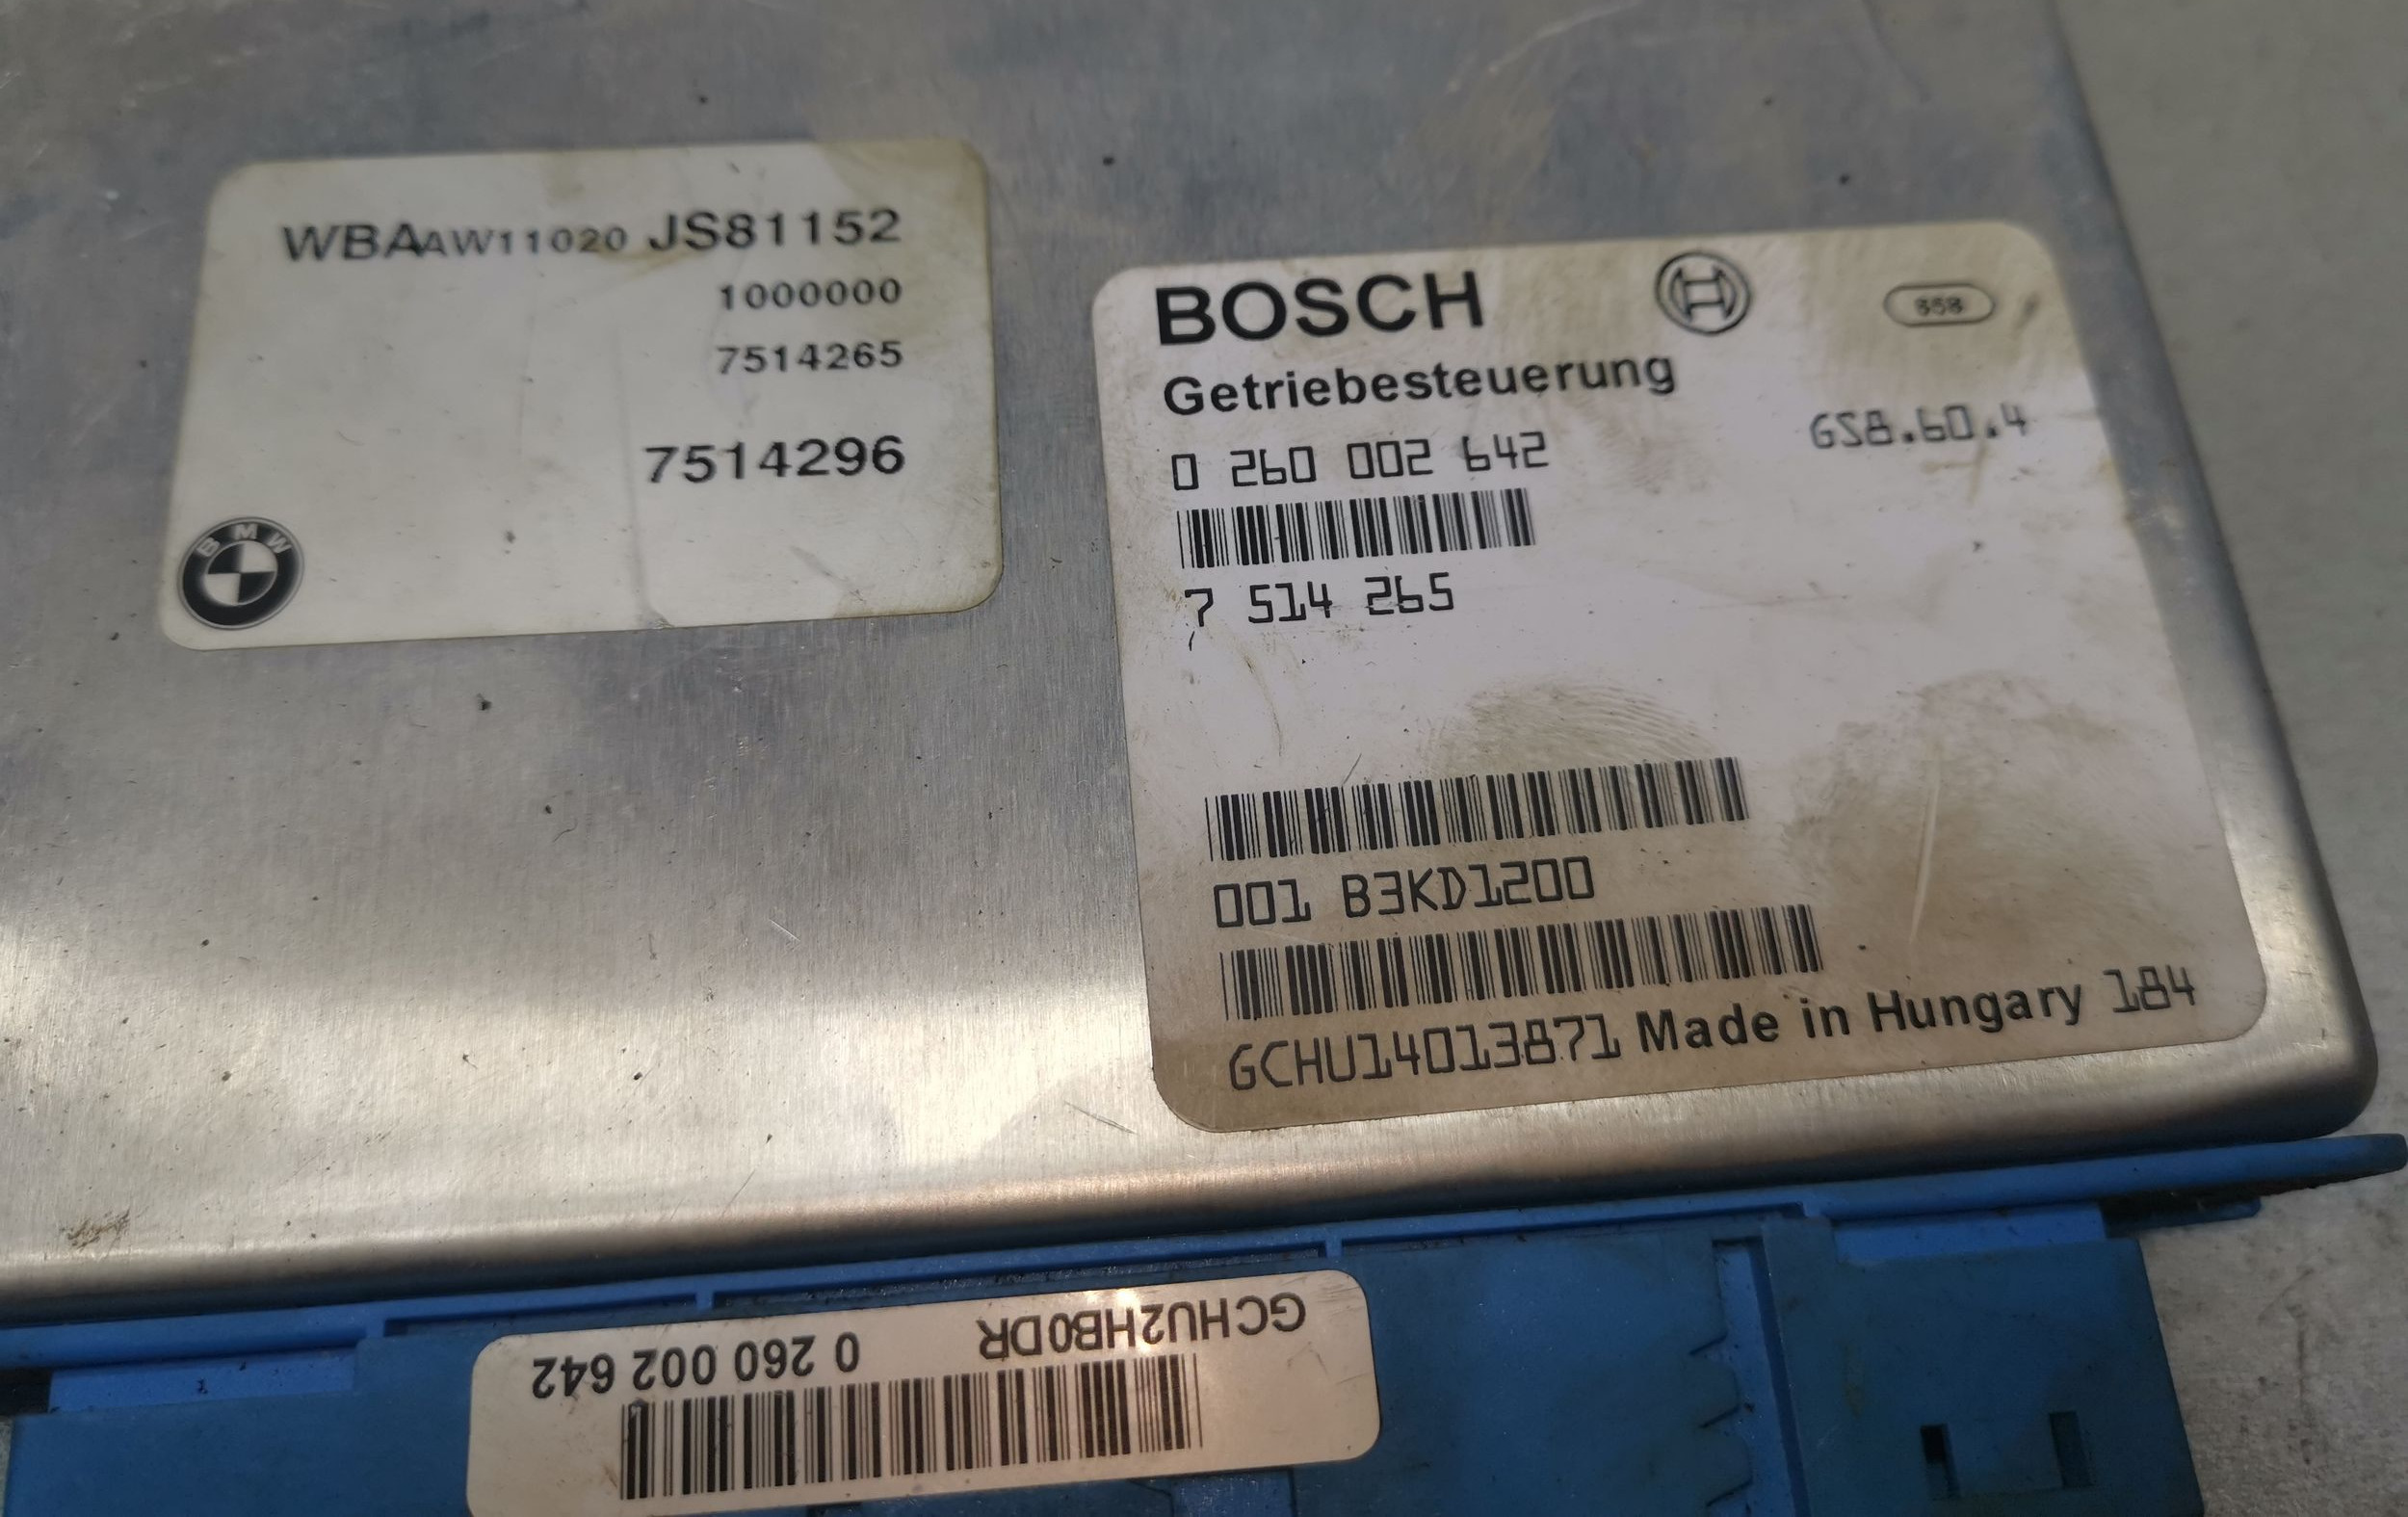 WBAAW11020 JS81152
1000000
7514265
7514296
BMW
BOSCH
Getriebesteuerung
0 260 002 642
GS8.60.4
7 514 265
001 B3KD1200
GCHU14013871 Made in Hungary 184
GCHU2HB0DR 0 260 002 642